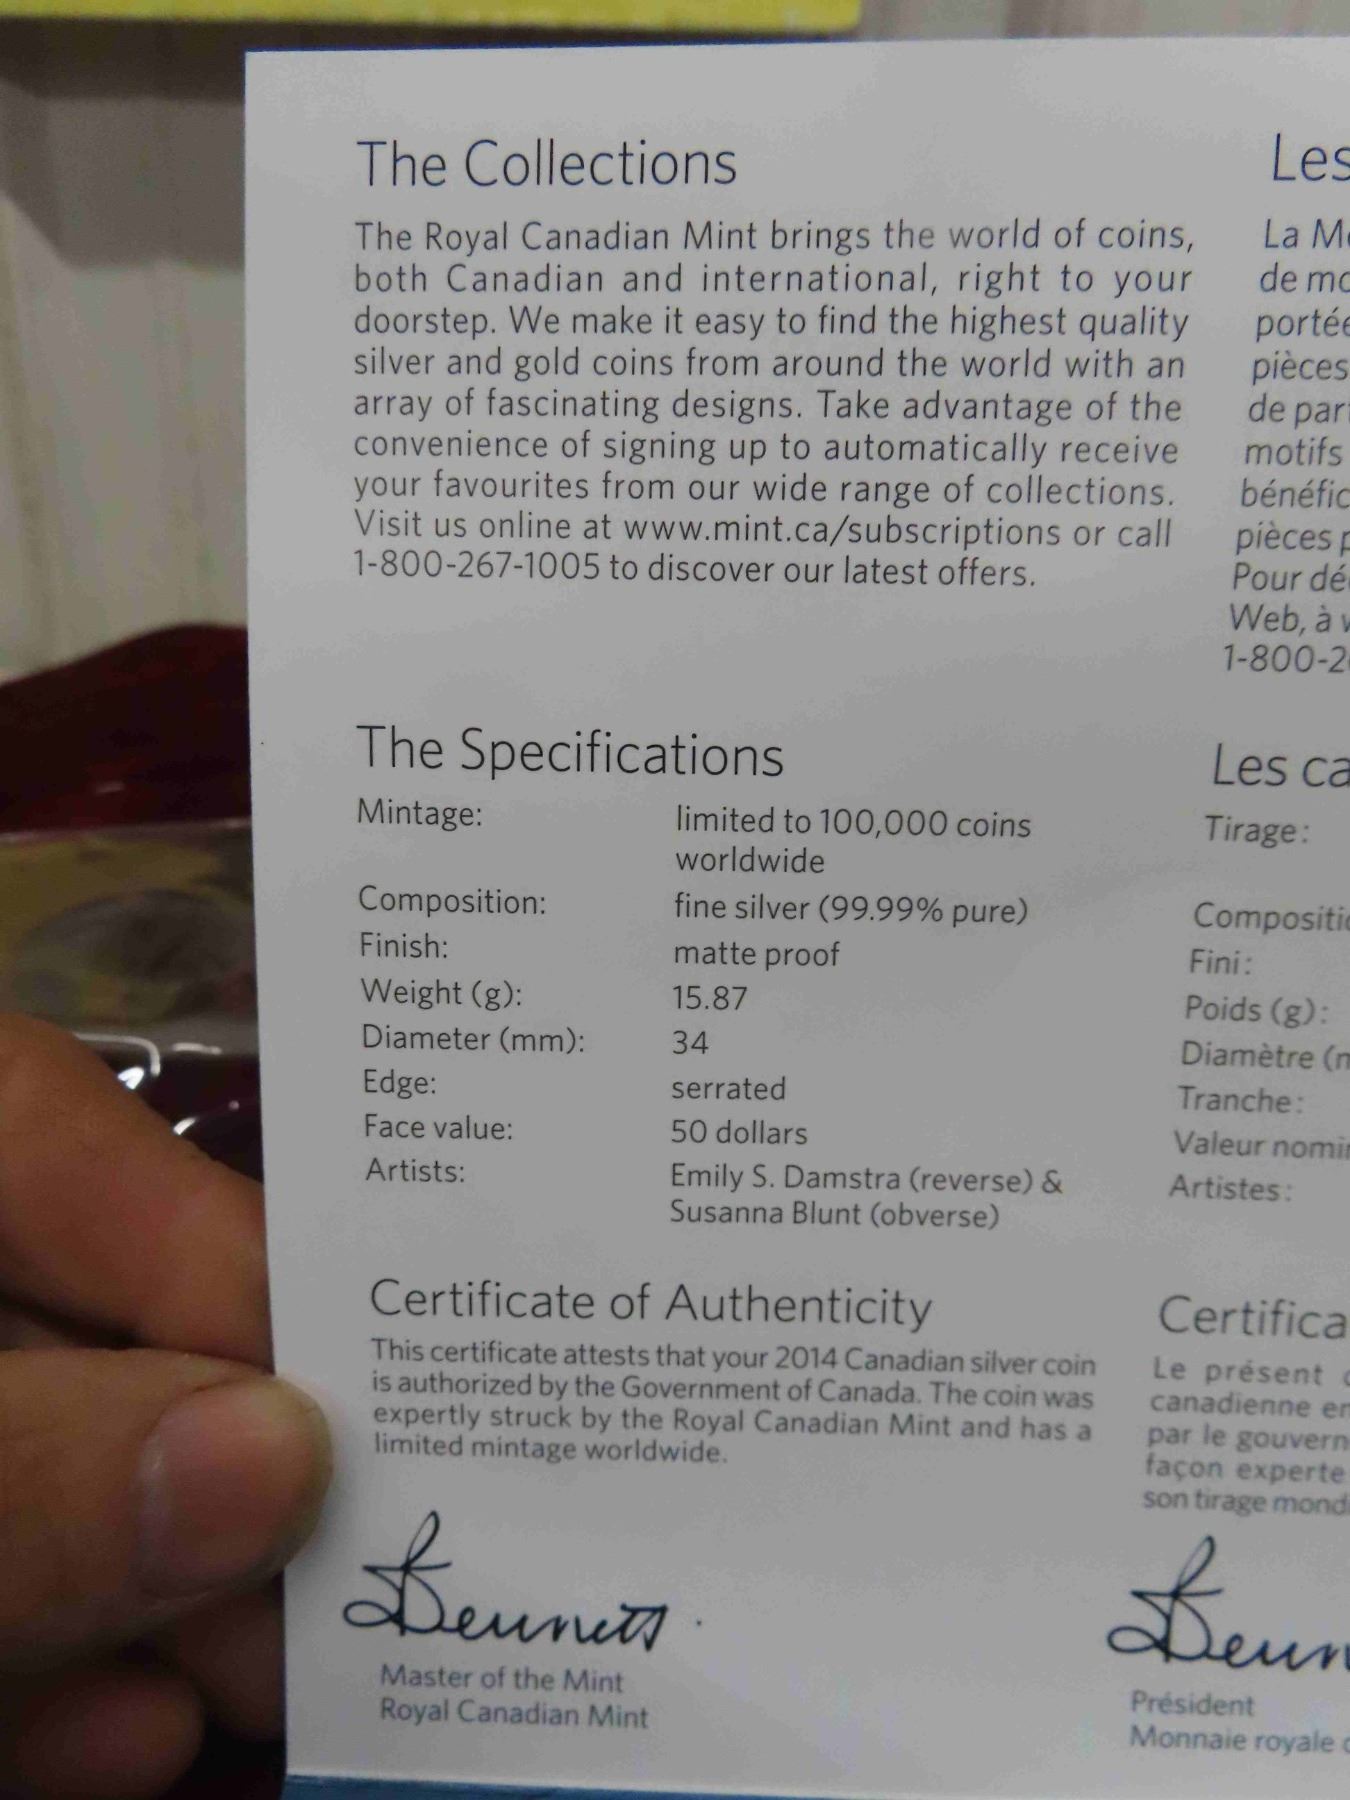 The Collections
The Royal Canadian Mint brings the world of coins,
both Canadian and international, right to your
doorstep. We make it easy to find the highest quality
silver and gold coins from around the world with an
array of fascinating designs. Take advantage of the
convenience of signing up to automatically receive
your favourites from our wide range of collections.
Visit us online at www.mint.ca/subscriptions or call
1-800-267-1005 to discover our latest offers.
The Specifications
Mintage: limited to 100,000 coins
worldwide
Composition: fine silver (99.99% pure)
Finish: matte proof
Weight (g): 15.87
Diameter (mm): 34
Edge: serrated
Face value: 50 dollars
Artists: Emily S. Damstra (reverse) &
Susanna Blunt (obverse)
Certificate of Authenticity
This certificate attests that your 2014 Canadian silver coin
is authorized by the Government of Canada. The coin was
expertly struck by the Royal Canadian Mint and has a
limited mintage worldwide.
Bennett
Master of the Mint
Royal Canadian Mint
Les
La
de
portée
pièces
de
motifs
pièces
Pour
Web, à
1-800-2
Les
Tirage:
Fini:
Poids (g):
Diamètre
Tranche:
Valeur
Artistes:
Le présent
canadienne
par le
façon experte
son tirage
Président
Monnaie royale